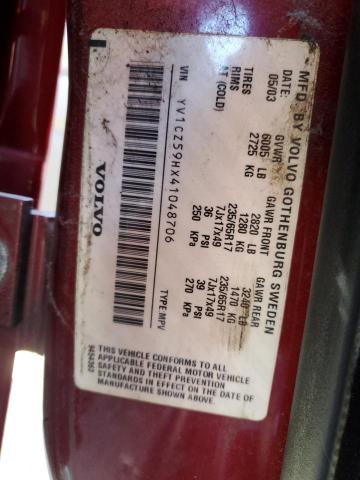 MFD BY VOLVO GOTHENBURG SWEDEN
DATE: GVWR GAWR FRONT GAWR REAR
05/03 6005 LB 2820 LB 3240 LB
2725 KG 1280 KG 1470 KG
TIRES 235/65R17 235/65R17
RIMS 7Jx17x49 7Jx17x49
AT (COLD) 36 PSI 39 PSI
250 KPa 270 KPa
VIN YV1CZ59HX41048706 TYPE:MPV
VOLVO
THIS VEHICLE CONFORMS TO ALL
APPLICABLE FEDERAL MOTOR VEHICLE
SAFETY AND THEFT PREVENTION
STANDARDS IN EFFECT ON THE DATE OF
MANUFACTURE SHOWN ABOVE.
9454363